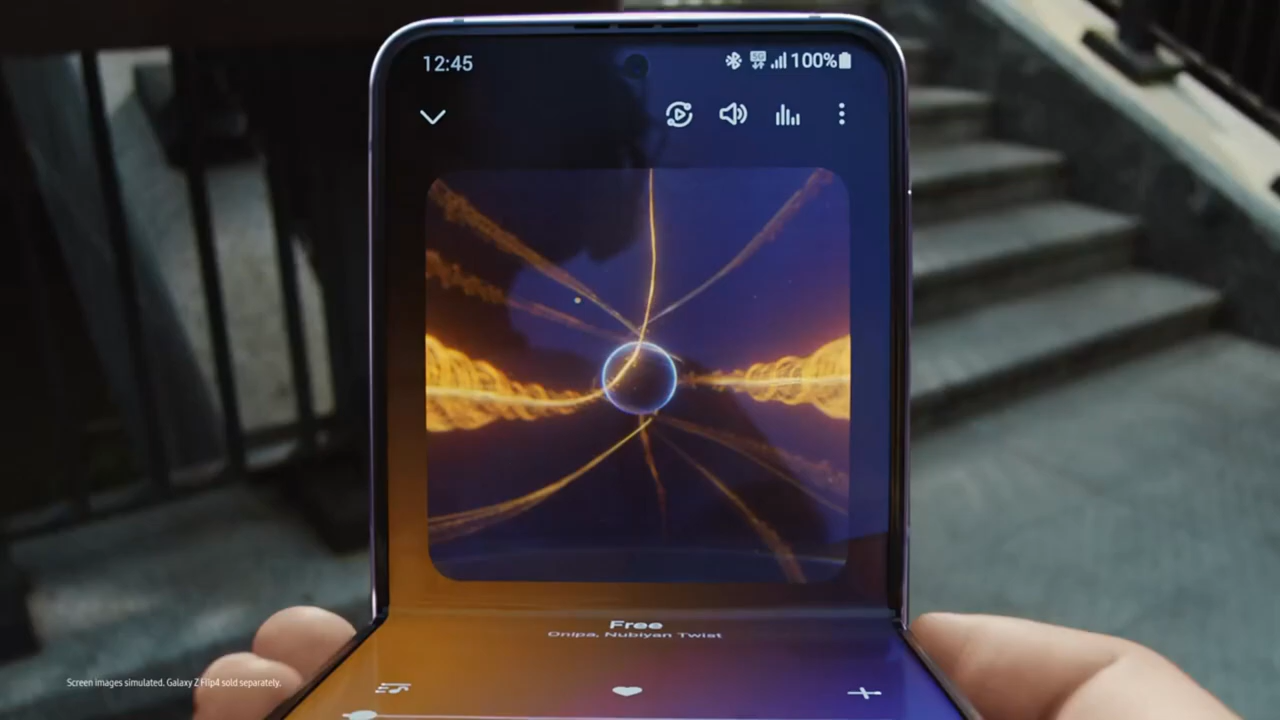 12:45
100%
Free
Onipa, Nubiyan Twist
Screen images simulated. Galaxy Z Flip4 sold separately.